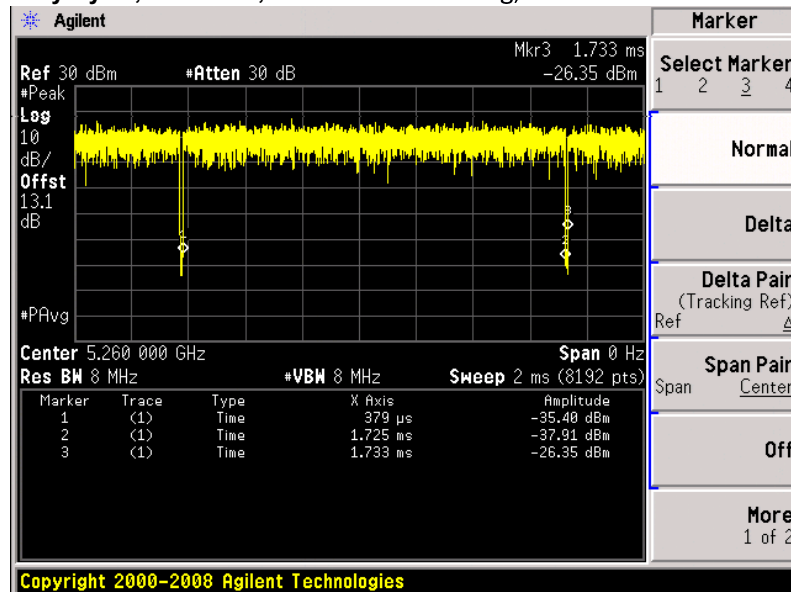 Agilent
Marker
Mkr3 1.733 ms
Ref 30 dBm #Atten 30 dB -26.35 dBm
#Peak
Log
10
dB/
Offst
13.1
dB
#PAvg
Center 5.260 000 GHz Span 0 Hz
Res BW 8 MHz #VBW 8 MHz Sweep 2 ms (8192 pts)
Marker Trace Type X Axis Amplitude
1 (1) Time 379 µs -35.40 dBm
2 (1) Time 1.725 ms -37.91 dBm
3 (1) Time 1.733 ms -26.35 dBm
Select Marker
1 2 3 4
Normal
Delta
Delta Pair
(Tracking Ref)
Ref Δ
Span Pair
Span Center
Off
More
1 of 2
Copyright 2000-2008 Agilent Technologies